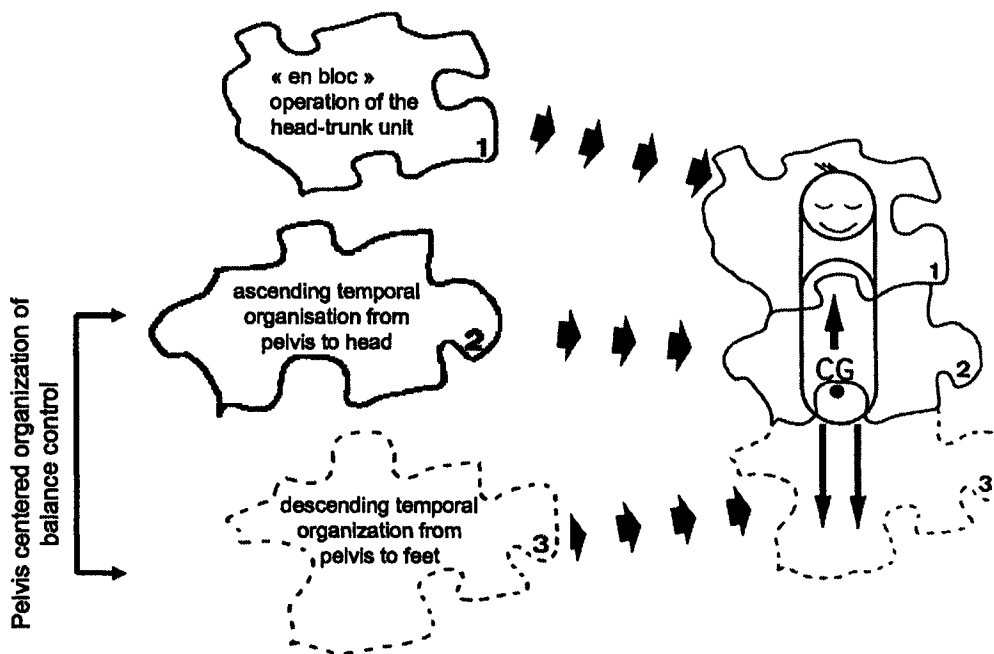 « en bloc »
operation of the
head-trunk unit
1
ascending temporal
organisation from
pelvis to head
2
descending temporal
organization from
pelvis to feet
3
Pelvis centered organization of
balance control
1
CG
2
3